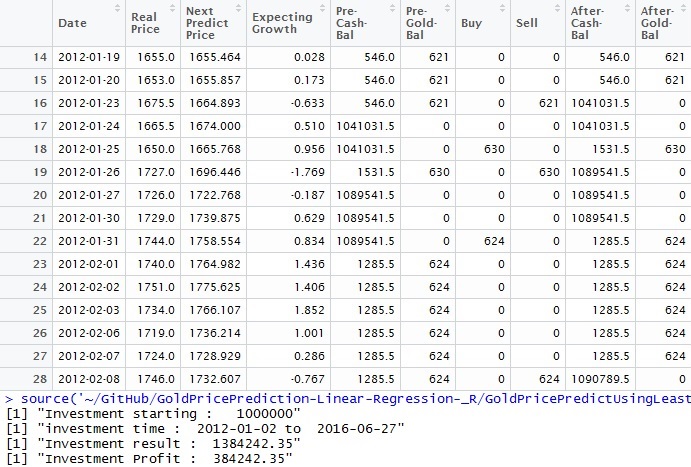 Date Real Price Next Predict Price Expecting Growth Pre-Cash-Bal Pre-Gold-Bal Buy Sell After-Cash-Bal After-Gold-Bal
14 2012-01-19 1655.0 1655.464 0.028 546.0 621 0 0 546.0 621
15 2012-01-20 1653.0 1655.857 0.173 546.0 621 0 0 546.0 621
16 2012-01-23 1675.5 1664.893 -0.633 546.0 621 0 621 1041031.5 0
17 2012-01-24 1665.5 1674.000 0.510 1041031.5 0 0 0 1041031.5 0
18 2012-01-25 1650.0 1665.768 0.956 1041031.5 0 630 0 1531.5 630
19 2012-01-26 1727.0 1696.446 -1.769 1531.5 630 0 630 1089541.5 0
20 2012-01-27 1726.0 1722.768 -0.187 1089541.5 0 0 0 1089541.5 0
21 2012-01-30 1729.0 1739.875 0.629 1089541.5 0 0 0 1089541.5 0
22 2012-01-31 1744.0 1758.554 0.834 1089541.5 0 624 0 1285.5 624
23 2012-02-01 1740.0 1764.982 1.436 1285.5 624 0 0 1285.5 624
24 2012-02-02 1751.0 1775.625 1.406 1285.5 624 0 0 1285.5 624
25 2012-02-03 1734.0 1766.107 1.852 1285.5 624 0 0 1285.5 624
26 2012-02-06 1719.0 1736.214 1.001 1285.5 624 0 0 1285.5 624
27 2012-02-07 1724.0 1728.929 0.286 1285.5 624 0 0 1285.5 624
28 2012-02-08 1746.0 1732.607 -0.767 1285.5 624 0 624 1090789.5 0
> source('~/GitHub/GoldPricePrediction-Linear-Regression-_R/GoldPricePredictUsingLeast
[1] "Investment starting :   1000000"
[1] "investment time :  2012-01-02 to  2016-06-27"
[1] "Investment result : 1384242.35"
[1] "Investment Profit :  384242.35"